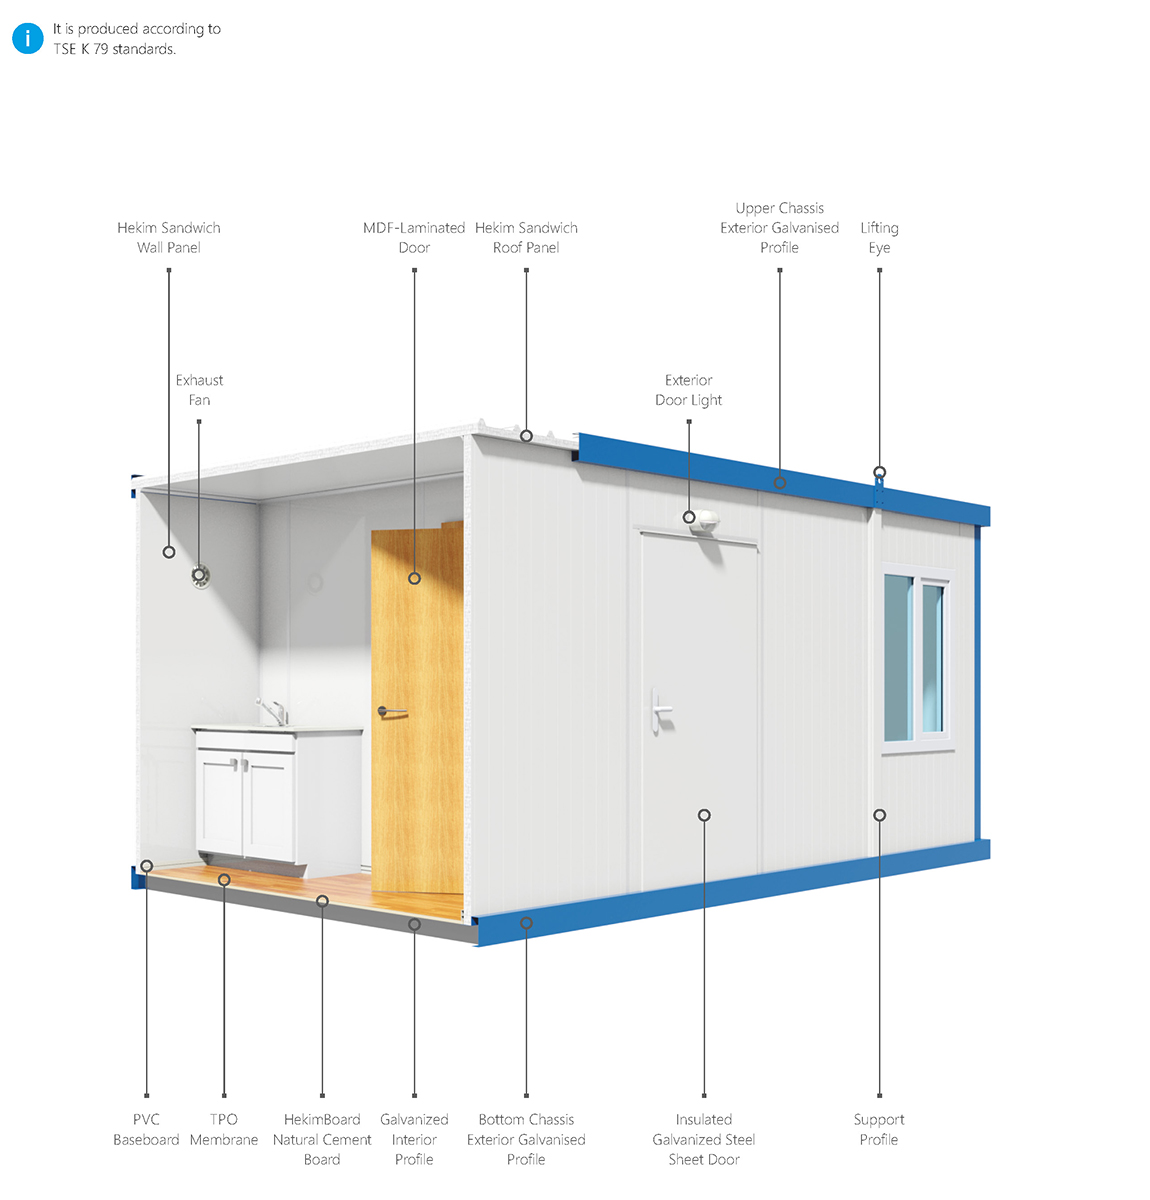 i
It is produced according to
TSE K 79 standards.
Upper Chassis
Exterior Galvanised
Profile
Hekim Sandwich
Wall Panel
MDF-Laminated
Door
Hekim Sandwich
Roof Panel
Lifting
Eye
Exhaust
Fan
Exterior
Door Light
PVC
Baseboard
TPO
Membrane
HekimBoard
Natural Cement
Board
Galvanized
Interior
Profile
Bottom Chassis
Exterior Galvanised
Profile
Insulated
Galvanized Steel
Sheet Door
Support
Profile